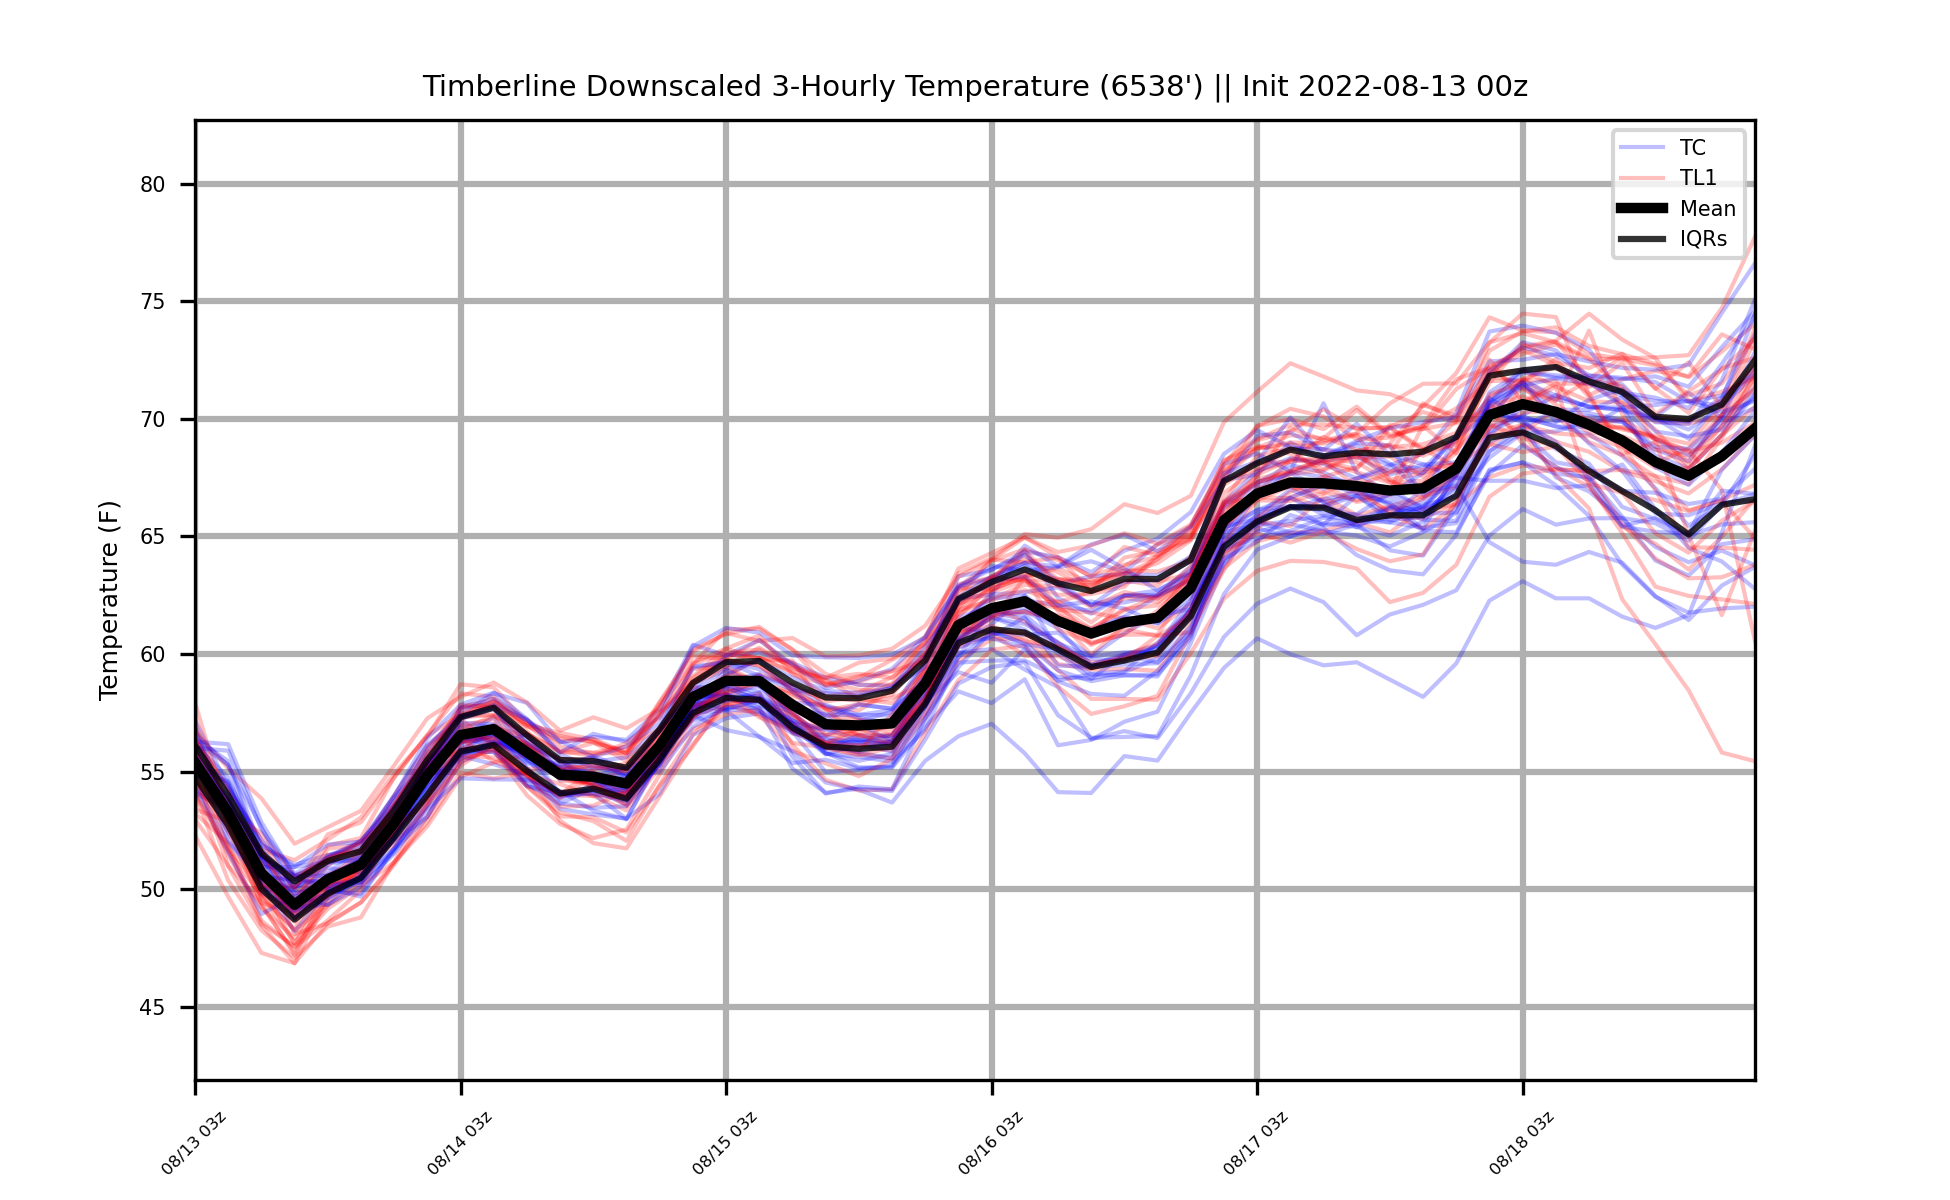 Timberline Downscaled 3-Hourly Temperature (6538') || Init 2022-08-13 00z
TC
TL1
Mean
IQRs
Temperature (F)
80
75
70
65
60
55
50
45
08/13 03z
08/14 03z
08/15 03z
08/16 03z
08/17 03z
08/18 03z